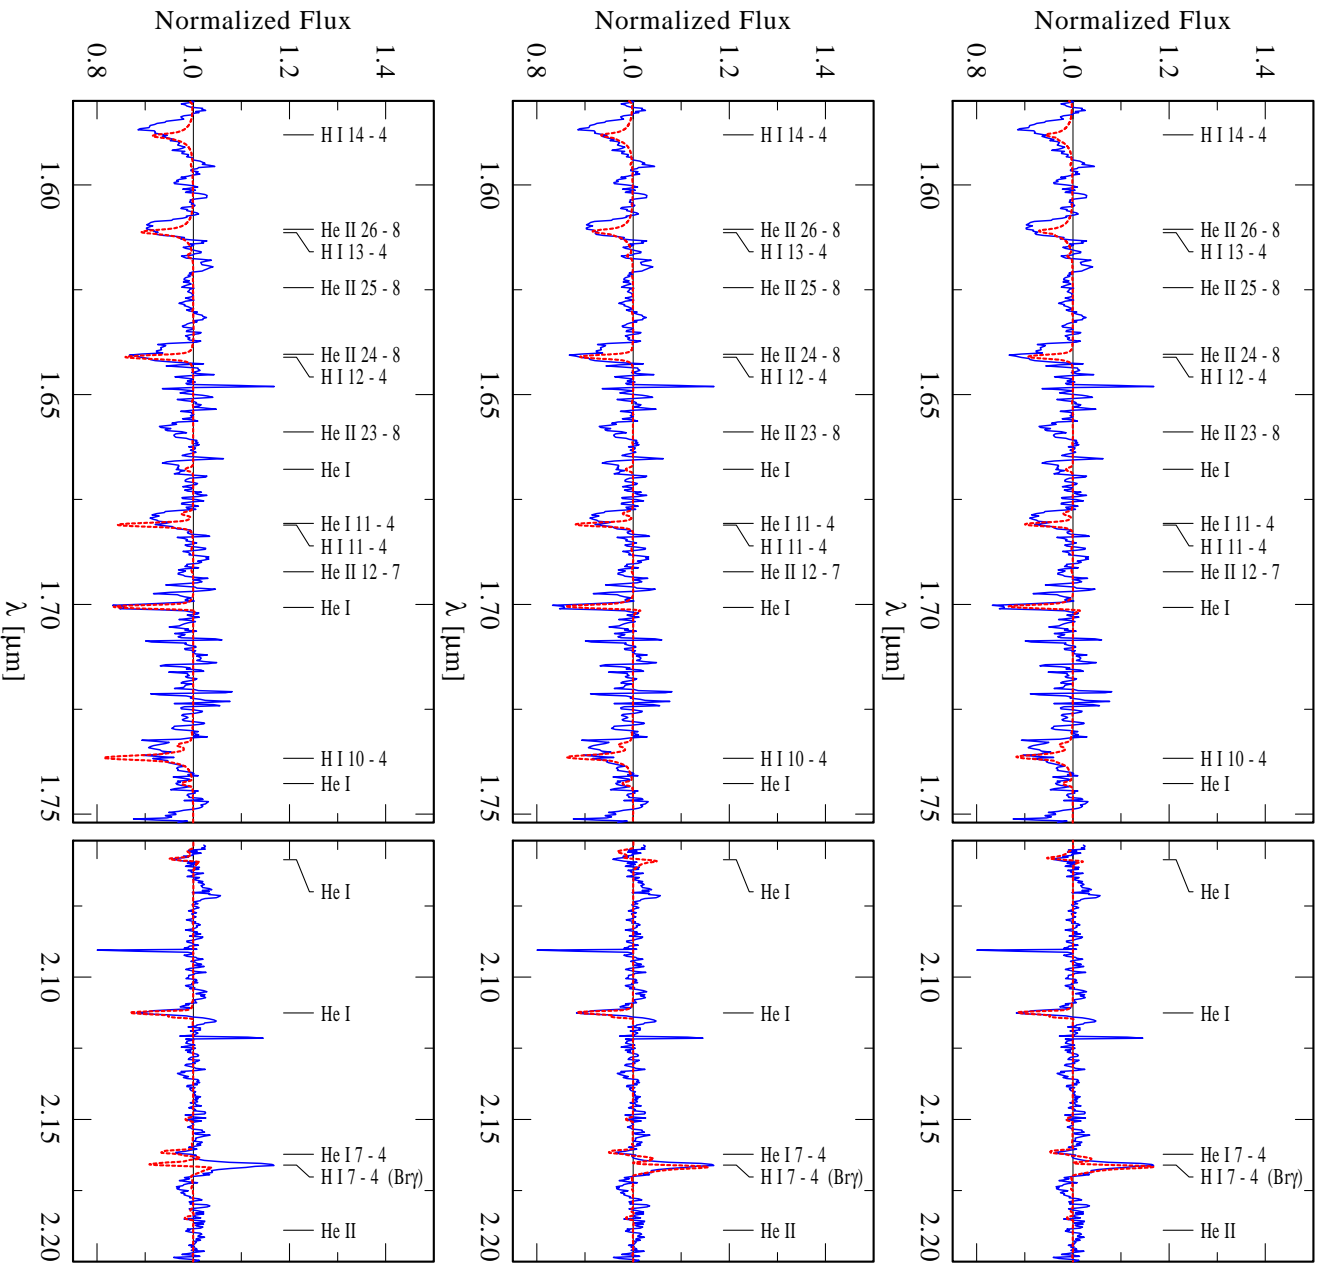 Normalized Flux
0.8
1.0
1.2
1.4
H I 14 - 4
He II 26 - 8
H I 13 - 4
He II 25 - 8
He II 24 - 8
H I 12 - 4
He II 23 - 8
He I
He I 11 - 4
H I 11 - 4
He II 12 - 7
He I
H I 10 - 4
He I
1.60
1.65
1.70
1.75
He I
He I
He I 7 - 4
H I 7 - 4 (Brγ)
He II
2.10
2.15
2.20
λ [μm]
Normalized Flux
0.8
1.0
1.2
1.4
H I 14 - 4
He II 26 - 8
H I 13 - 4
He II 25 - 8
He II 24 - 8
H I 12 - 4
He II 23 - 8
He I
He I 11 - 4
H I 11 - 4
He II 12 - 7
He I
H I 10 - 4
He I
1.60
1.65
1.70
1.75
He I
He I
He I 7 - 4
H I 7 - 4 (Brγ)
He II
2.10
2.15
2.20
λ [μm]
Normalized Flux
0.8
1.0
1.2
1.4
H I 14 - 4
He II 26 - 8
H I 13 - 4
He II 25 - 8
He II 24 - 8
H I 12 - 4
He II 23 - 8
He I
He I 11 - 4
H I 11 - 4
He II 12 - 7
He I
H I 10 - 4
He I
1.60
1.65
1.70
1.75
He I
He I
He I 7 - 4
H I 7 - 4 (Brγ)
He II
2.10
2.15
2.20
λ [μm]